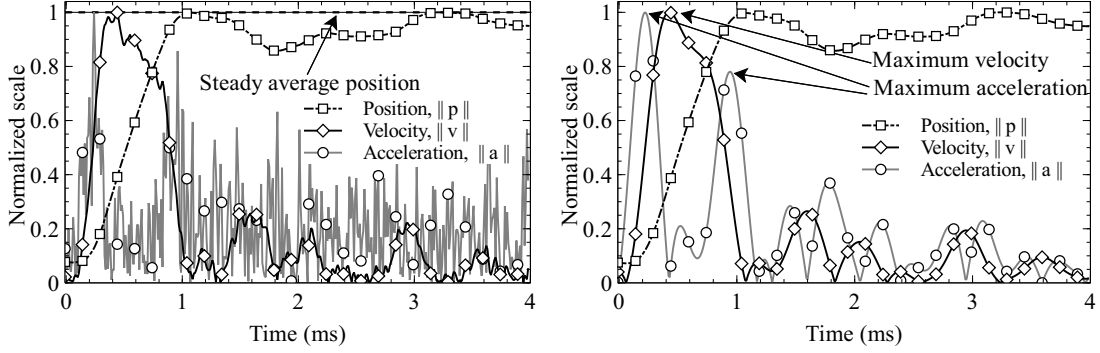 1
0.8
0.6
0.4
0.2
0
Normalized scale
0
1
2
3
4
Time (ms)
Steady average position
Position, || p ||
Velocity, || v ||
Acceleration, || a ||
1
0.8
0.6
0.4
0.2
0
Normalized scale
0
1
2
3
4
Time (ms)
Maximum velocity
Maximum acceleration
Position, || p ||
Velocity, || v ||
Acceleration, || a ||